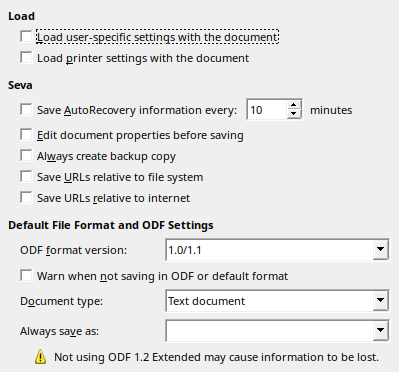 Load
Load user-specific settings with the document
Load printer settings with the document
Seva
Save AutoRecovery information every: 10 minutes
Edit document properties before saving
Always create backup copy
Save URLs relative to file system
Save URLs relative to internet
Default File Format and ODF Settings
ODF format version: 1.0/1.1
Warn when not saving in ODF or default format
Document type: Text document
Always save as:
Not using ODF 1.2 Extended may cause information to be lost.